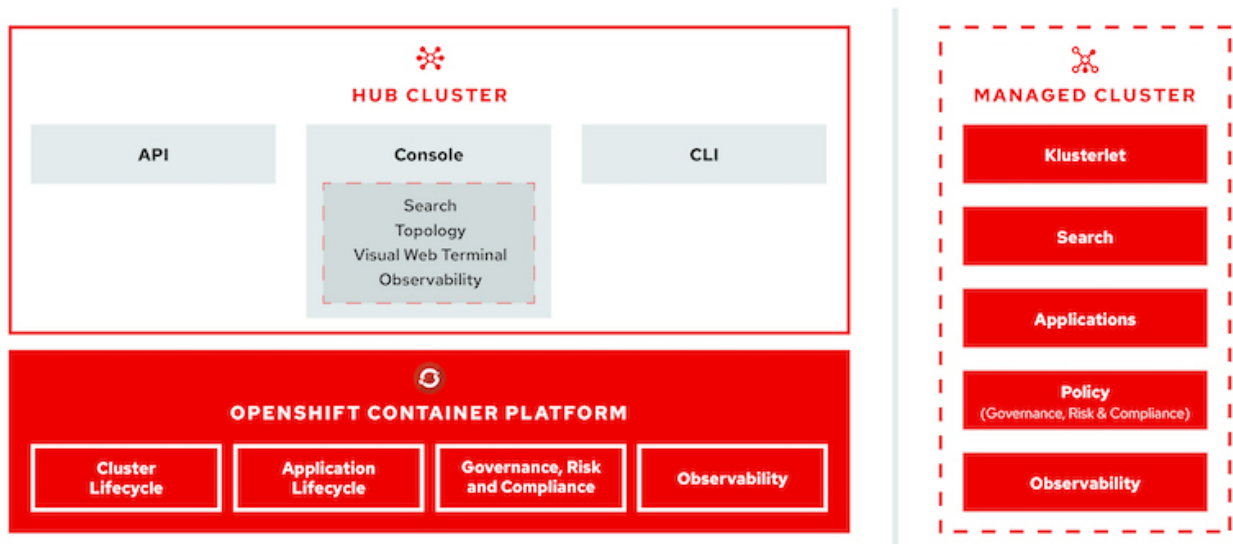 HUB CLUSTER
API
Console
Search
Topology
Visual Web Terminal
Observability
CLI
OPENSHIFT CONTAINER PLATFORM
Cluster
Lifecycle
Application
Lifecycle
Governance, Risk
and Compliance
Observability
MANAGED CLUSTER
Klusterlet
Search
Applications
Policy
(Governance, Risk & Compliance)
Observability